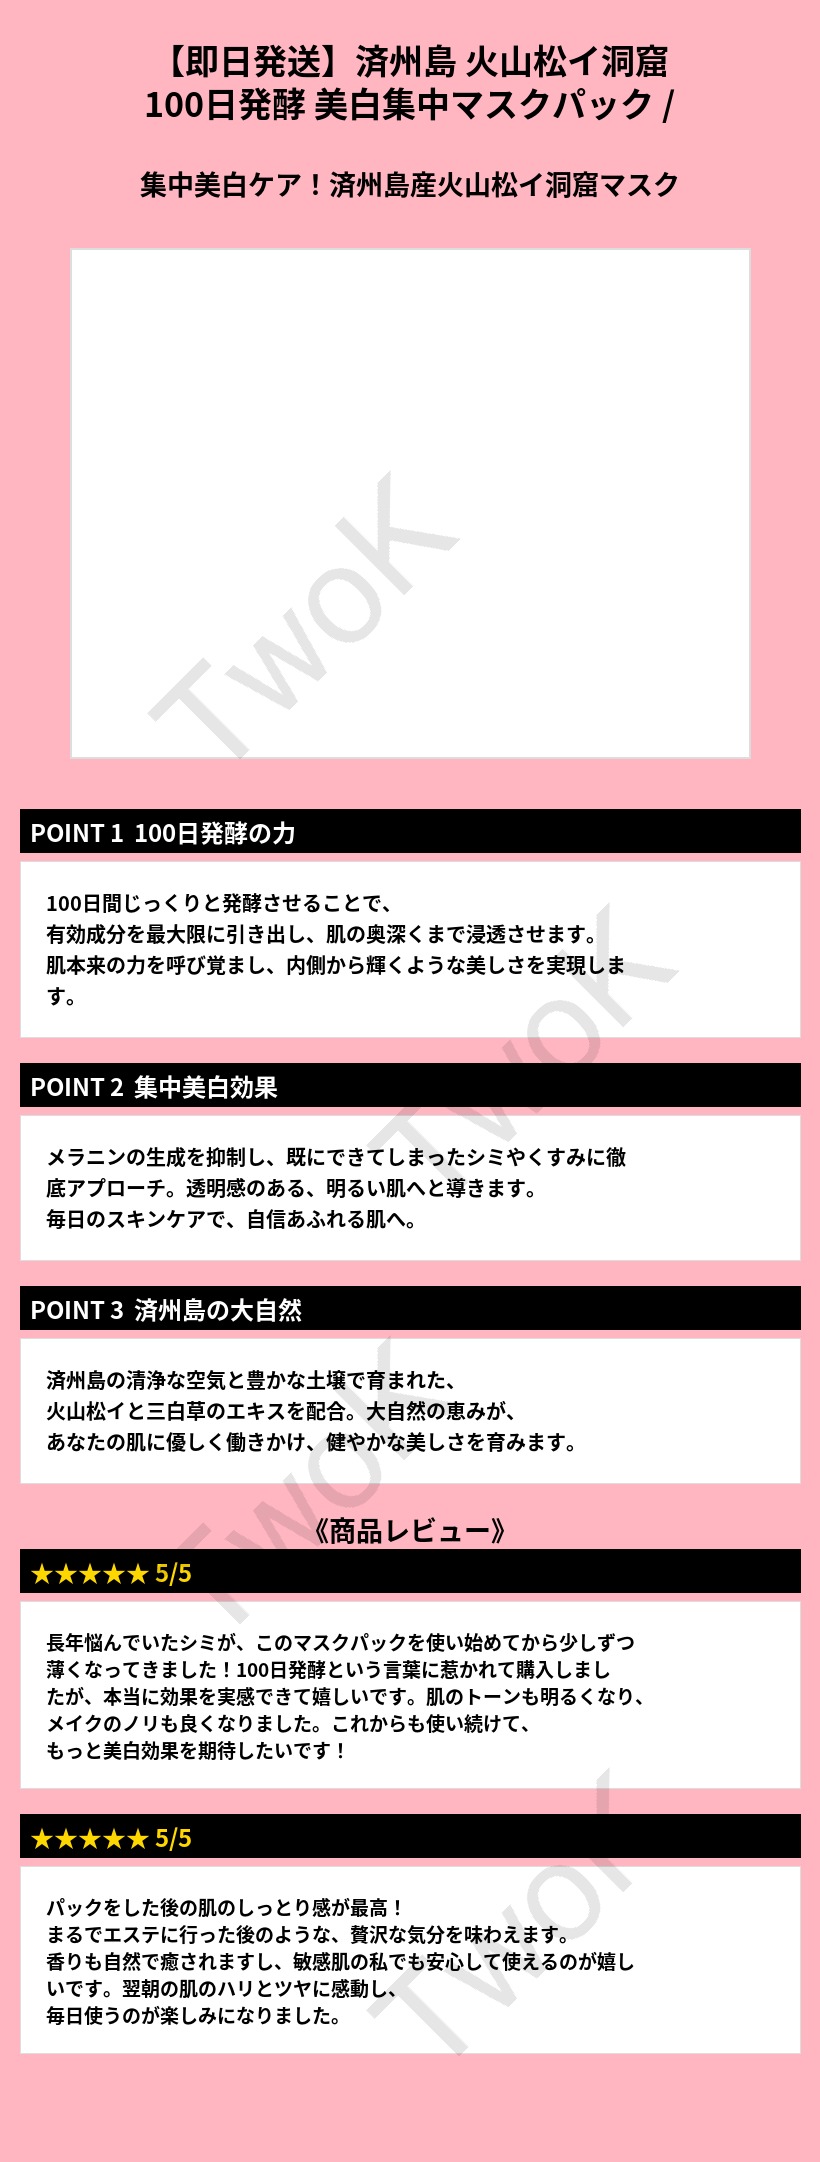 【即日発送】済州島 火山松イ洞窟
100日発酵 美白集中マスクパック /
集中美白ケア！済州島産火山松イ洞窟マスク
TwoK
POINT 1 100日発酵の力
100日間じっくりと発酵させることで、
有効成分を最大限に引き出し、肌の奥深くまで浸透させます。
肌本来の力を呼び覚まし、内側から輝くような美しさを実現しま
す。
TwoK
POINT 2 集中美白効果
メラニンの生成を抑制し、既にできてしまったシミやくすみに徹
底アプローチ。透明感のある、明るい肌へと導きます。
毎日のスキンケアで、自信あふれる肌へ。
POINT 3 済州島の大自然
済州島の清浄な空気と豊かな土壌で育まれた、
火山松イと三白草のエキスを配合。大自然の恵みが、
あなたの肌に優しく働きかけ、健やかな美しさを育みます。
TwoK
《商品レビュー》
★★★★★ 5/5
長年悩んでいたシミが、このマスクパックを使い始めてから少しずつ
薄くなってきました！100日発酵という言葉に惹かれて購入しまし
たが、本当に効果を実感できて嬉しいです。肌のトーンも明るくなり、
メイクのノリも良くなりました。これからも使い続けて、
もっと美白効果を期待したいです！
★★★★★ 5/5
パックをした後の肌のしっとり感が最高！
まるでエステに行った後のような、贅沢な気分を味わえます。
香りも自然で癒されますし、敏感肌の私でも安心して使えるのが嬉し
いです。翌朝の肌のハリとツヤに感動し、
毎日使うのが楽しみになりました。
TwoK